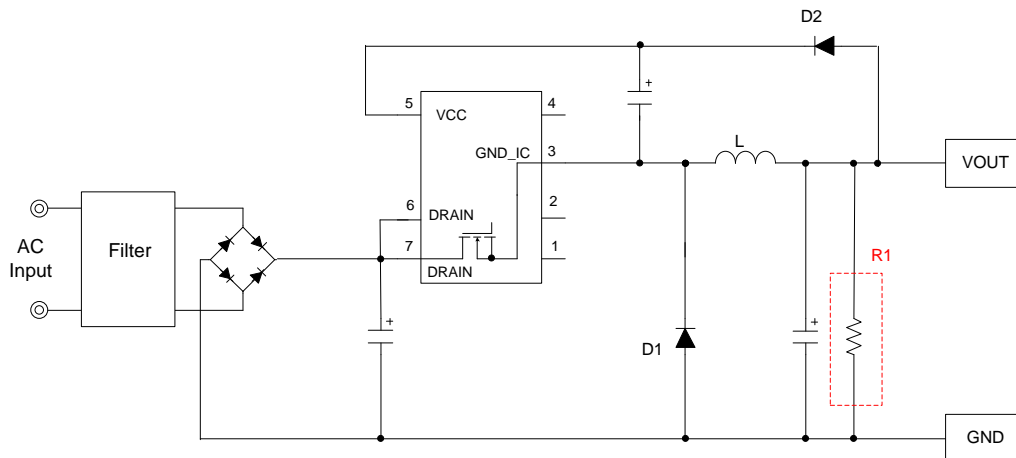 D2
+
5
VCC
4
GND_IC
3
L
VOUT
6
DRAIN
2
AC
Input
Filter
7
DRAIN
1
R1
+
D1
+
GND